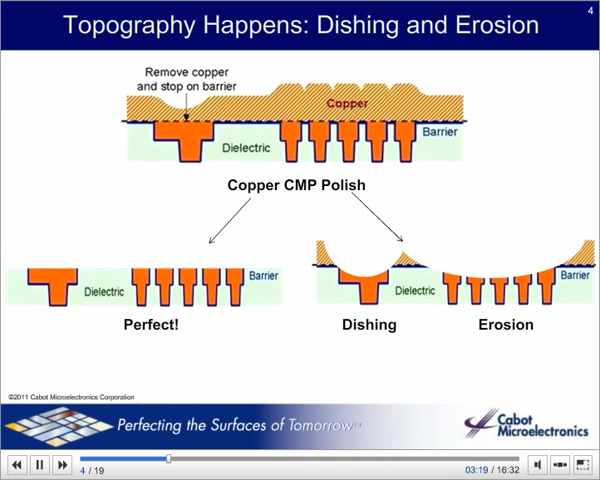 4
Topography Happens: Dishing and Erosion
Remove copper
and stop on barrier
Copper
Barrier
Dielectric
Copper CMP Polish
Barrier
Dielectric
Perfect!
Barrier
Dielectric
Dishing
Erosion
©2011 Cabot Microelectronics Corporation
Perfecting the Surfaces of Tomorrow™
Cabot
Microelectronics
4 / 19
03:19 / 16:32